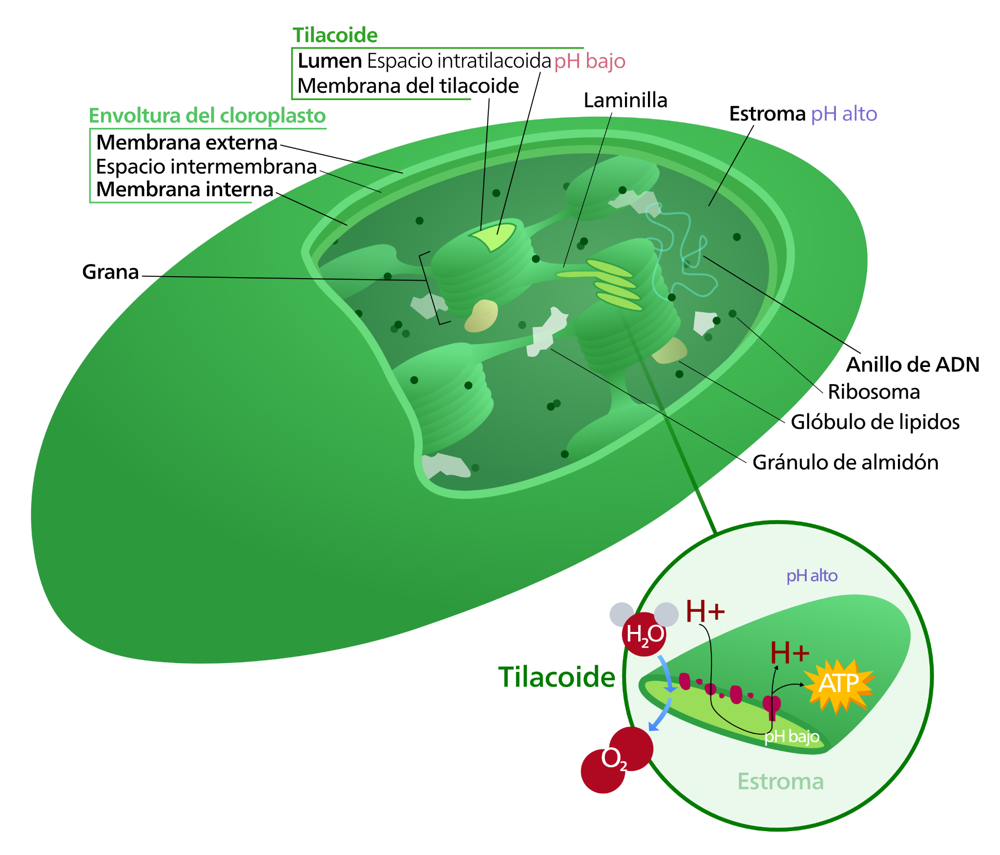 Tilacoide
Lumen Espacio intratilacoida pH bajo
Membrana del tilacoide
Laminilla
Estroma pH alto
Envoltura del cloroplasto
Membrana externa
Espacio intermembrana
Membrana interna
Grana
Anillo de ADN
Ribosoma
Glóbulo de lipidos
Gránulo de almidón
pH alto
H+
H2O
H+
Tilacoide
ATP
pH bajo
O2
Estroma